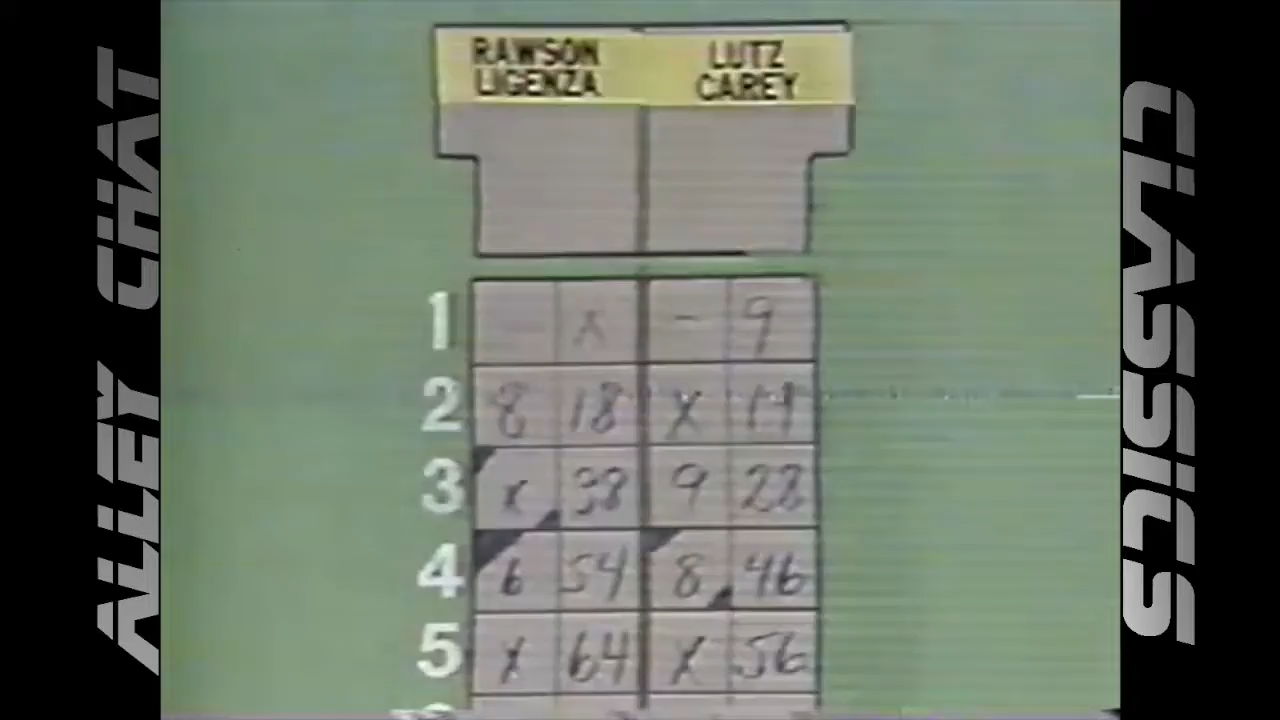 ALLEY CHAT
RAWSON LUTZ
LIGENZA CAREY
1 X - 9
2 8 18 X 19
3 X 38 9 28
4 6 54 8 46
5 X 64 X 56
CLASSICS